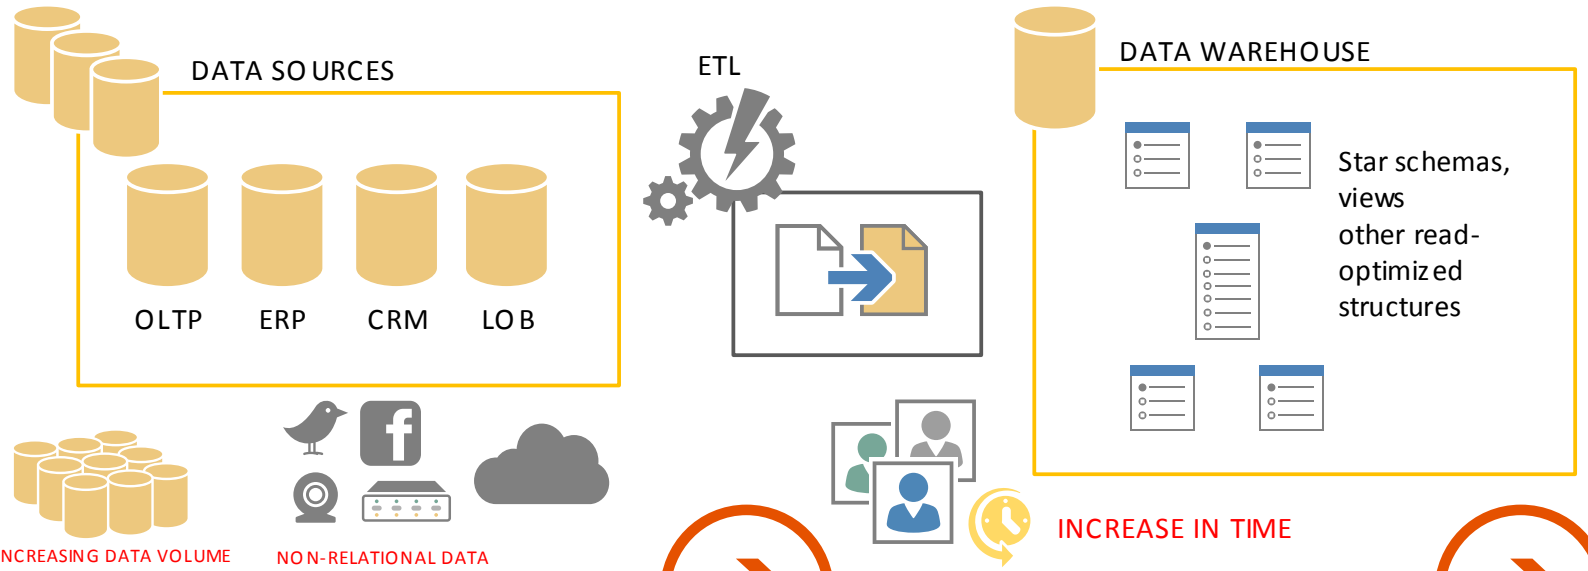 DATA SOURCES
ETL
DATA WAREHOUSE
OLTP
ERP
CRM
LOB
Star schemas,
views
other read-
optimized
structures
NCREASING DATA VOLUME
NON-RELATIONAL DATA
INCREASE IN TIME